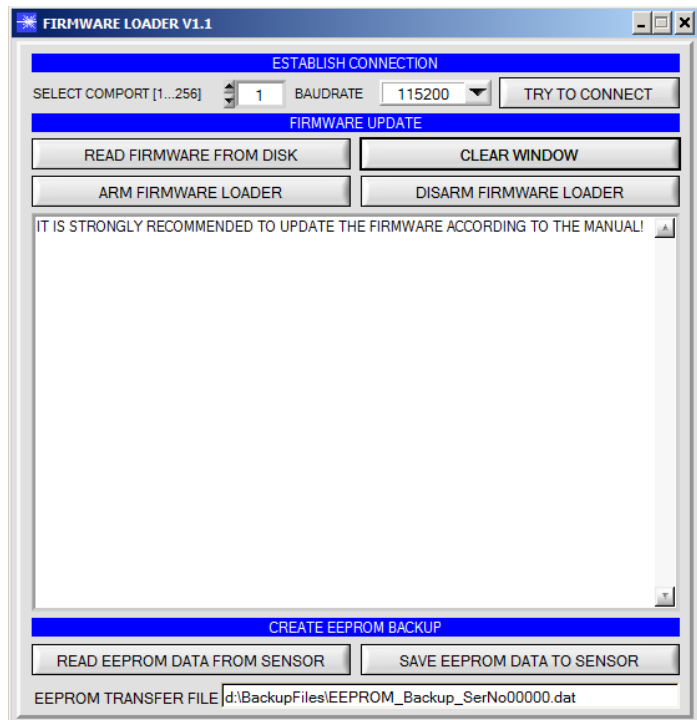 FIRMWARE LOADER V1.1
ESTABLISH CONNECTION
SELECT COMPORT [1...256] 1 BAUDRATE 115200 TRY TO CONNECT
FIRMWARE UPDATE
READ FIRMWARE FROM DISK CLEAR WINDOW
ARM FIRMWARE LOADER DISARM FIRMWARE LOADER
IT IS STRONGLY RECOMMENDED TO UPDATE THE FIRMWARE ACCORDING TO THE MANUAL!
CREATE EEPROM BACKUP
READ EEPROM DATA FROM SENSOR SAVE EEPROM DATA TO SENSOR
EEPROM TRANSFER FILE d:\BackupFiles\EEPROM_Backup_SerNo00000.dat